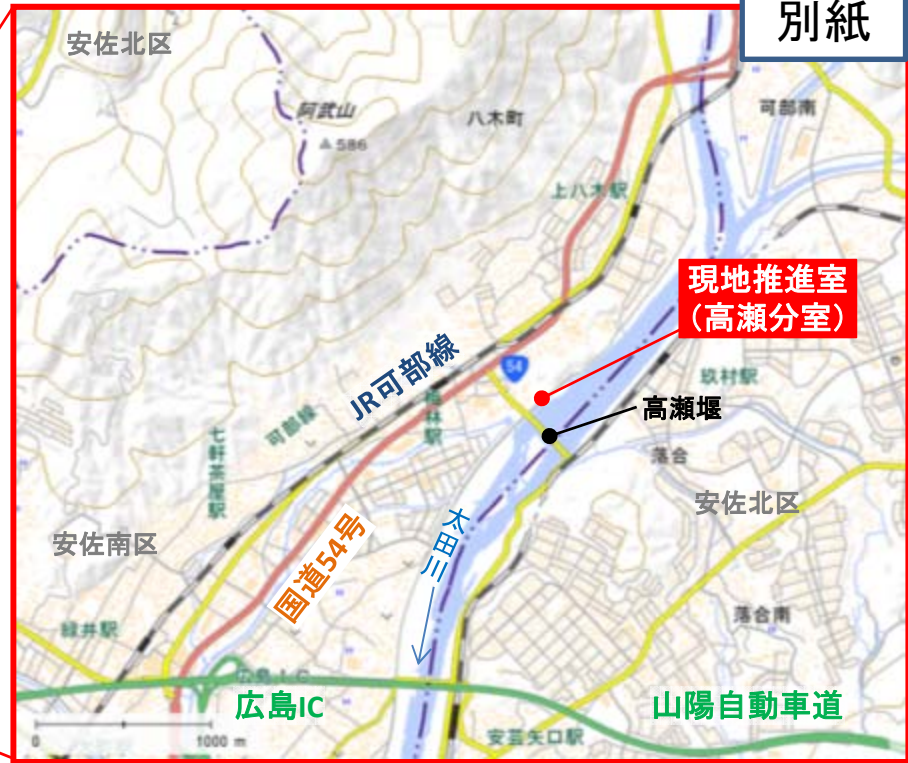 別紙
安佐北区
阿武山
586
八木町
可部南
上八木駅
現地推進室
（高瀬分室）
JR可部線
54
玖村駅
高瀬堰
梅林駅
可部線
七軒茶屋駅
落合
安佐北区
太田川
安佐南区
国道54号
落合南
緑井駅
広島IC
広島IC
山陽自動車道
安芸矢口駅
0
1000 m